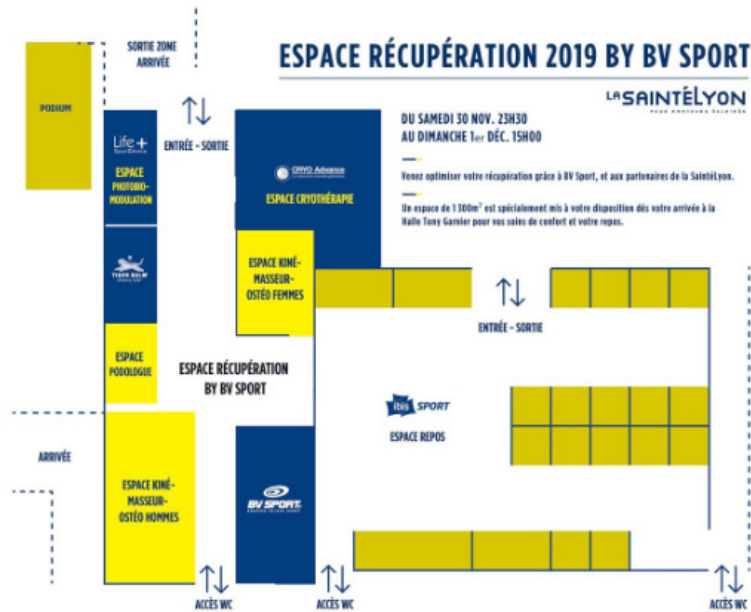 SORTIE ZONE
ARRIVÉE
ESPACE RÉCUPÉRATION 2019 BY BV SPORT
LA SAINTÉLYON
PODIUM
DU SAMEDI 30 NOV. 23H30
AU DIMANCHE 1er DÉC. 15H00
Life+
ENTRÉE - SORTIE
ESPACE
PHOTOBIO-
MODULATION
CRYO Advance
ESPACE CRYOTHÉRAPIE
Venez optimiser votre récupération grâce à BV Sport, et aux partenaires de la SaintéLyon.
Un espace de 1 300m² est spécialement mis à votre disposition dès votre arrivée à la
Halle Tony Garnier pour vos soins de confort et votre repos.
TIGER BALM
ESPACE KINÉ-
MASSEUR-
OSTÉO FEMMES
ENTRÉE - SORTIE
ESPACE
PODOLOGUE
ESPACE RÉCUPÉRATION
BY BV SPORT
ibis SPORT
ESPACE REPOS
ARRIVÉE
ESPACE KINÉ-
MASSEUR-
OSTÉO HOMMES
BV SPORT
ACCÈS WC
ACCÈS WC
ACCÈS WC